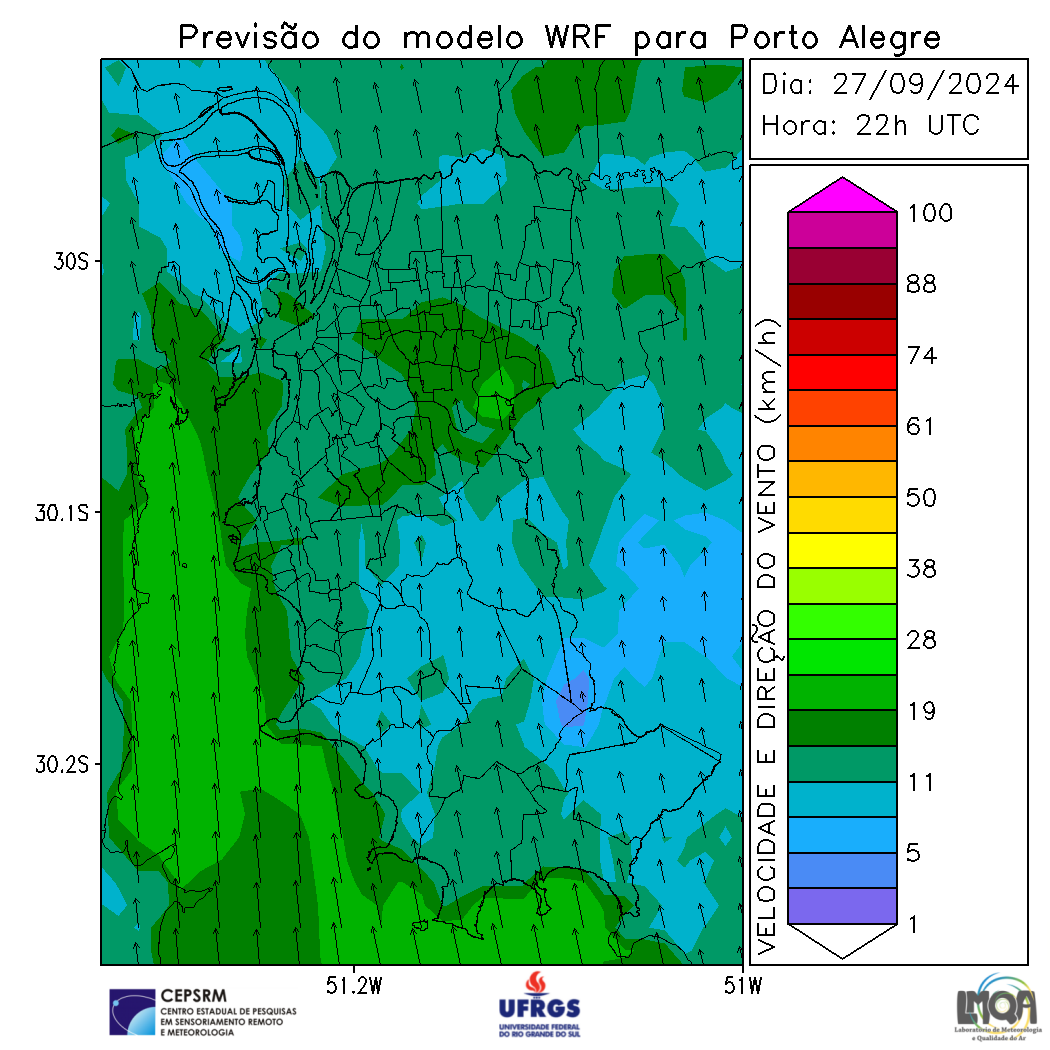 Previsão do modelo WRF para Porto Alegre
Dia: 27/09/2024
Hora: 22h UTC
30S
30.1S
30.2S
51.2W
51W
VELOCIDADE E DIREÇÃO DO VENTO (km/h)
100
88
74
61
50
38
28
19
11
5
1
CEPSRM
CENTRO ESTADUAL DE PESQUISAS
EM SENSORIAMENTO REMOTO
E METEOROLOGIA
UFRGS
UNIVERSIDADE FEDERAL
DO RIO GRANDE DO SUL
LMQA
Laboratório de Meteorologia
e Qualidade do Ar